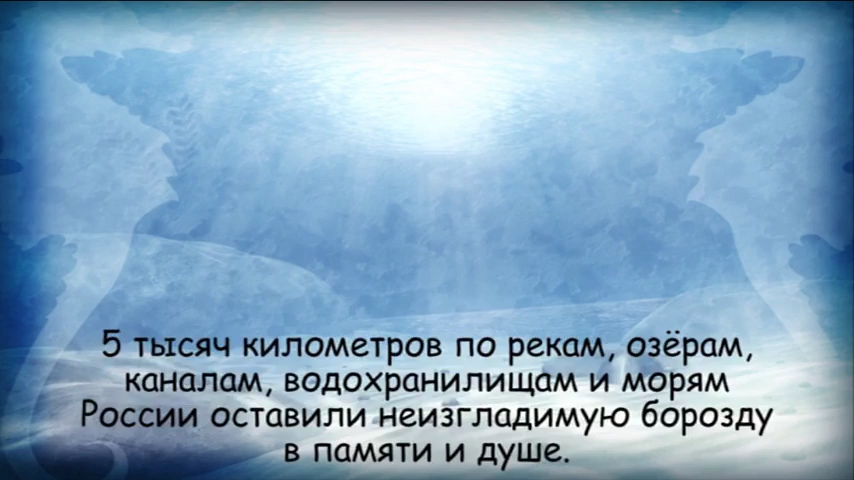 5 тысяч километров по рекам, озёрам,
каналам, водохранилищам и морям
России оставили неизгладимую борозду
в памяти и душе.